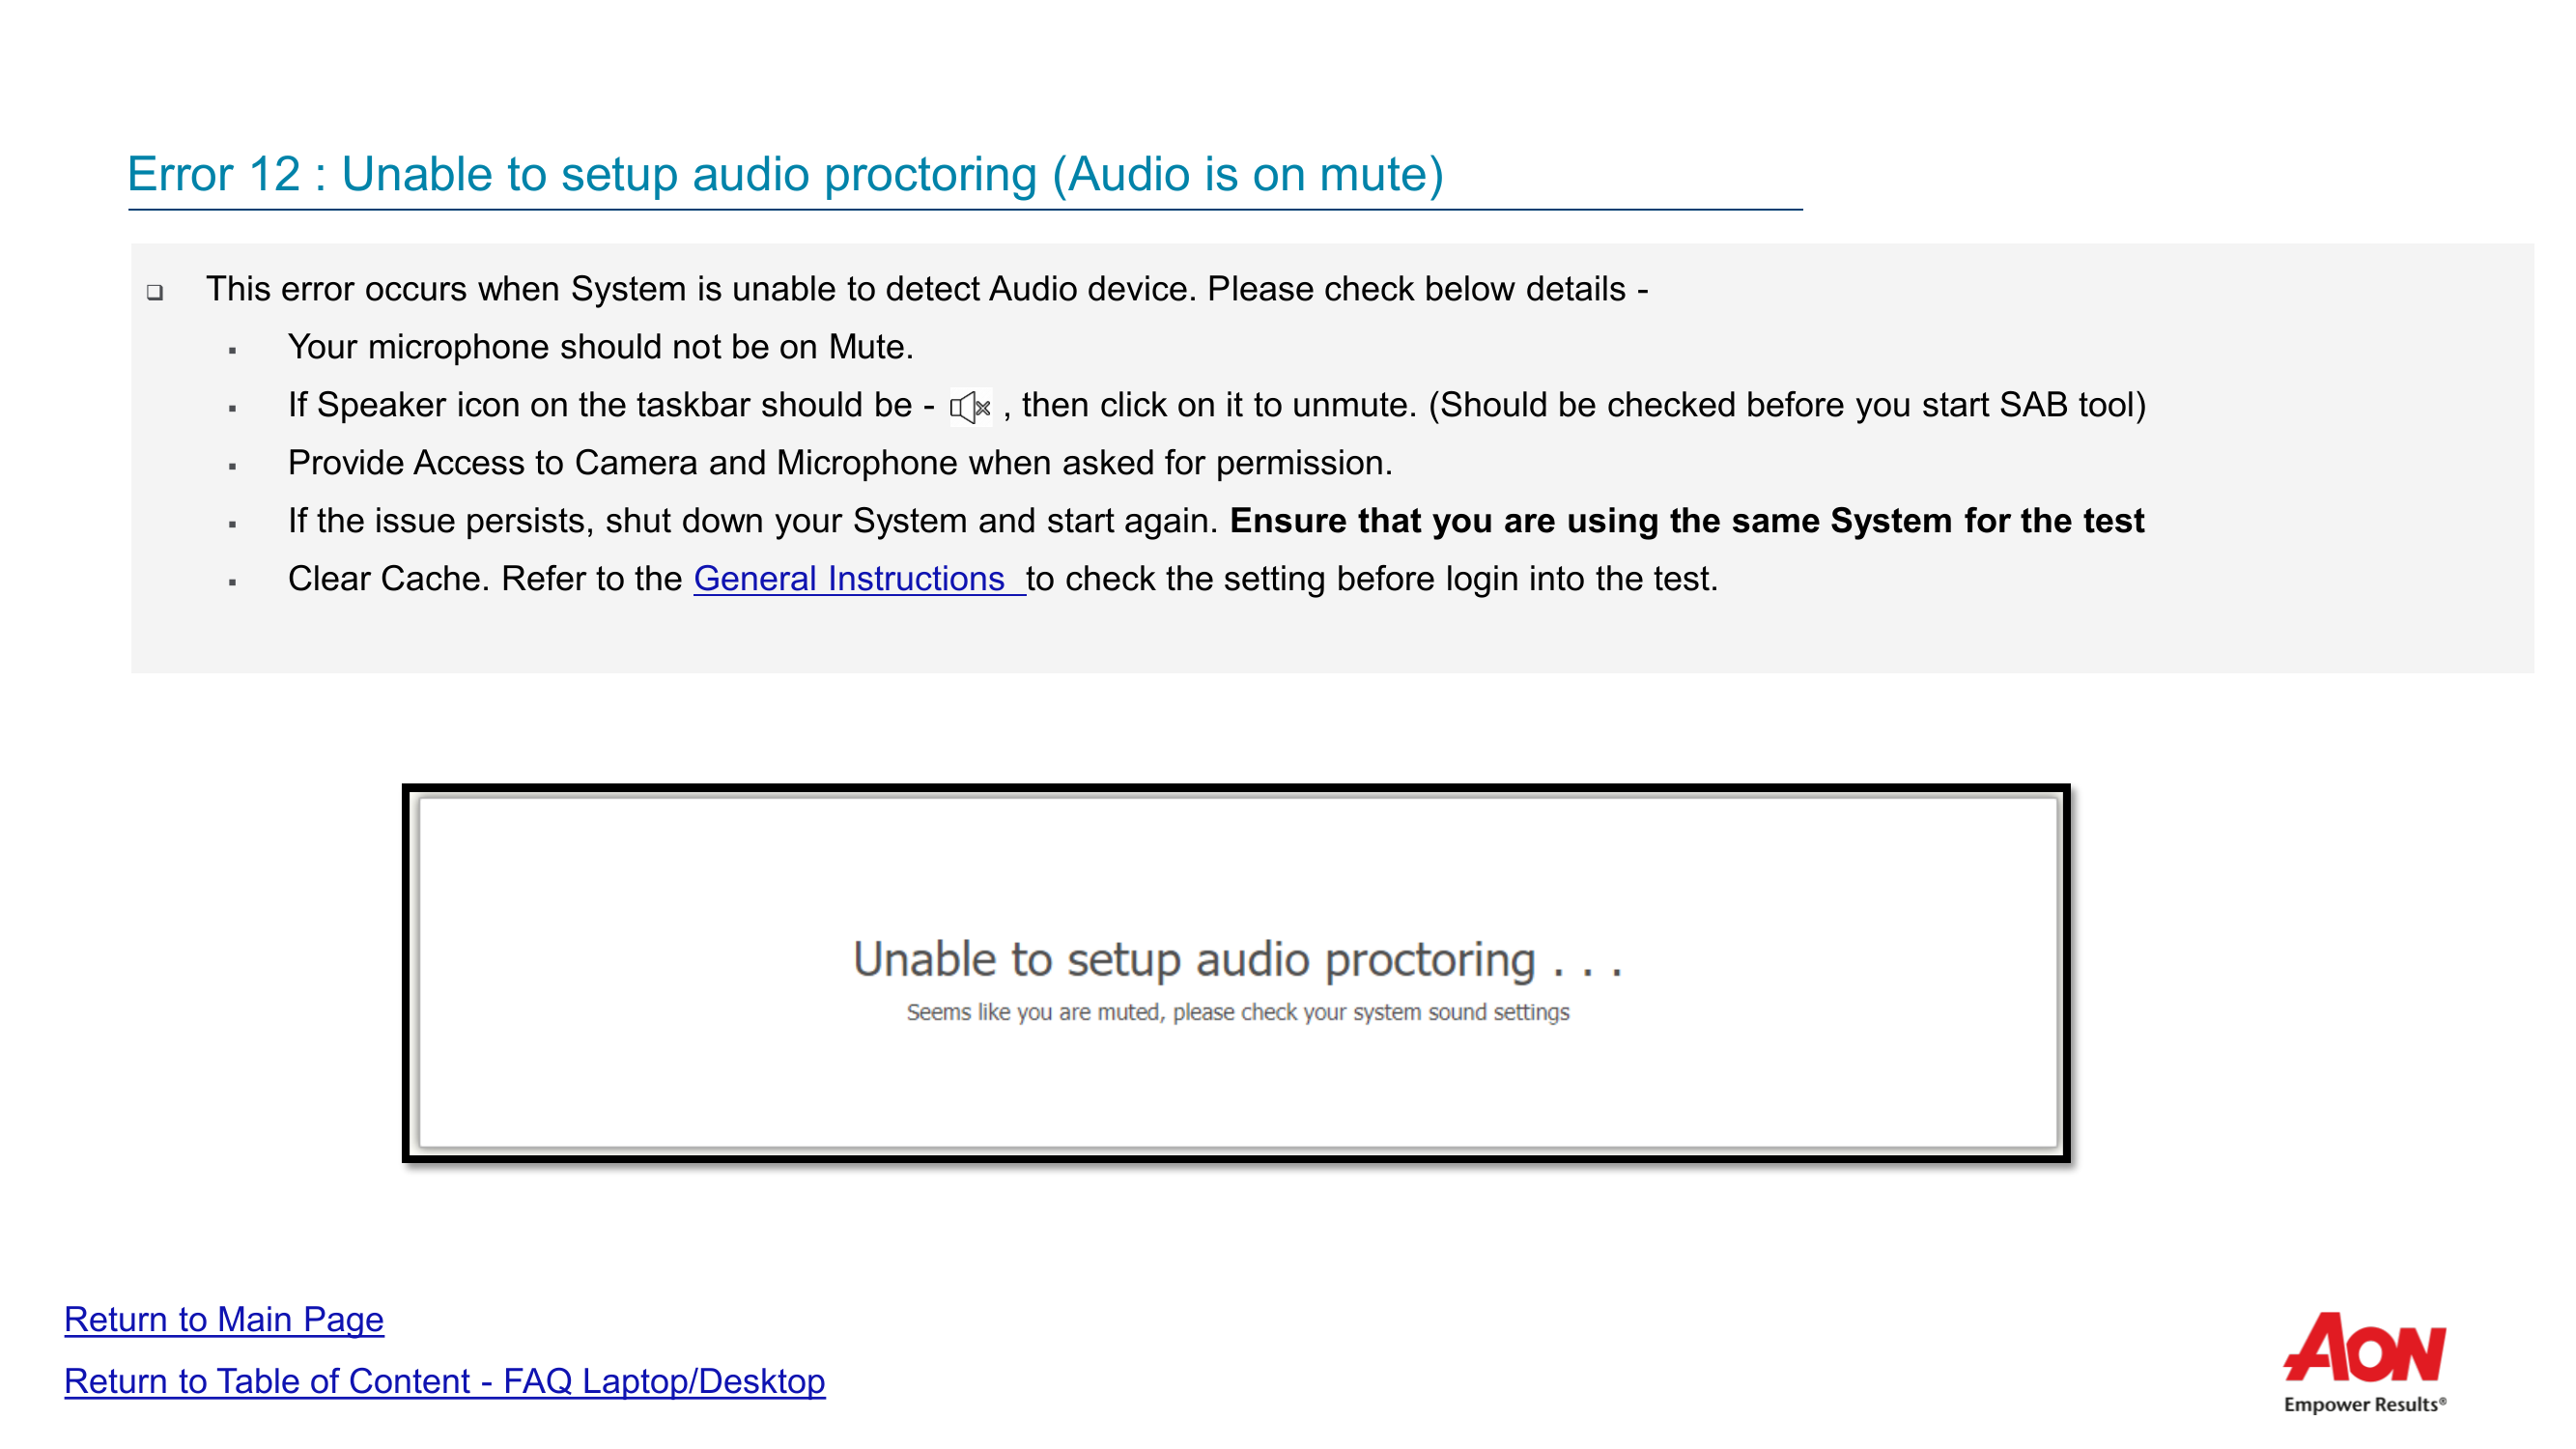 Error 12 : Unable to setup audio proctoring (Audio is on mute)
This error occurs when System is unable to detect Audio device. Please check below details -
Your microphone should not be on Mute.
If Speaker icon on the taskbar should be - , then click on it to unmute. (Should be checked before you start SAB tool)
Provide Access to Camera and Microphone when asked for permission.
If the issue persists, shut down your System and start again. Ensure that you are using the same System for the test
Clear Cache. Refer to the General Instructions to check the setting before login into the test.
Unable to setup audio proctoring . . .
Seems like you are muted, please check your system sound settings
Return to Main Page
Return to Table of Content - FAQ Laptop/Desktop
AON
Empower Results®